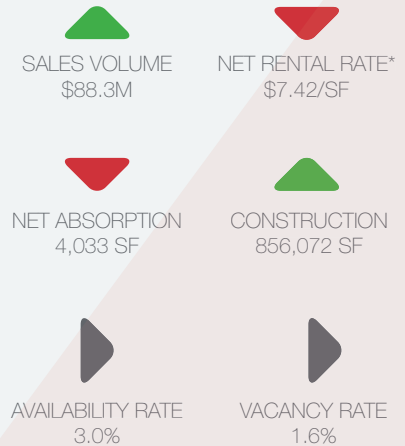 SALES VOLUME
$88.3M
NET RENTAL RATE*
$7.42/SF
NET ABSORPTION
4,033 SF
CONSTRUCTION
856,072 SF
AVAILABILITY RATE
3.0%
VACANCY RATE
1.6%